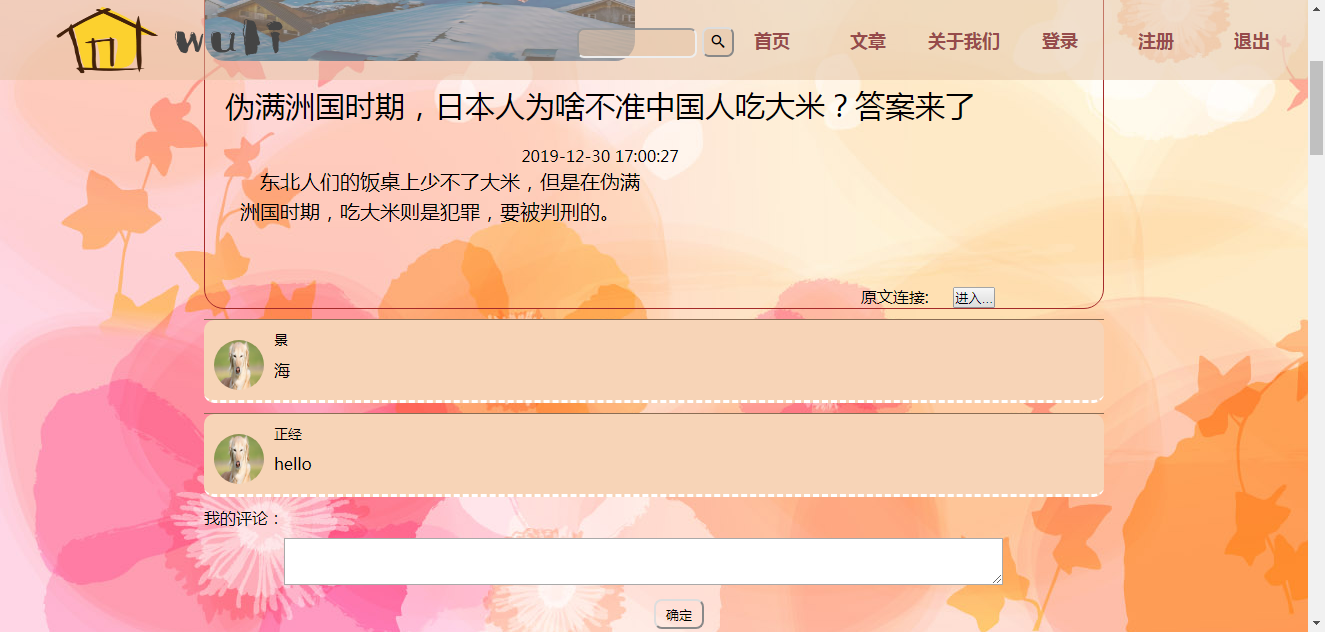 wuli
首页
文章
关于我们
登录
注册
退出
伪满洲国时期，日本人为啥不准中国人吃大米？答案来了
2019-12-30 17:00:27
东北人们的饭桌上少不了大米，但是在伪满
洲国时期，吃大米则是犯罪，要被判刑的。
原文连接:
进入...
景
海
正经
hello
我的评论：
确定